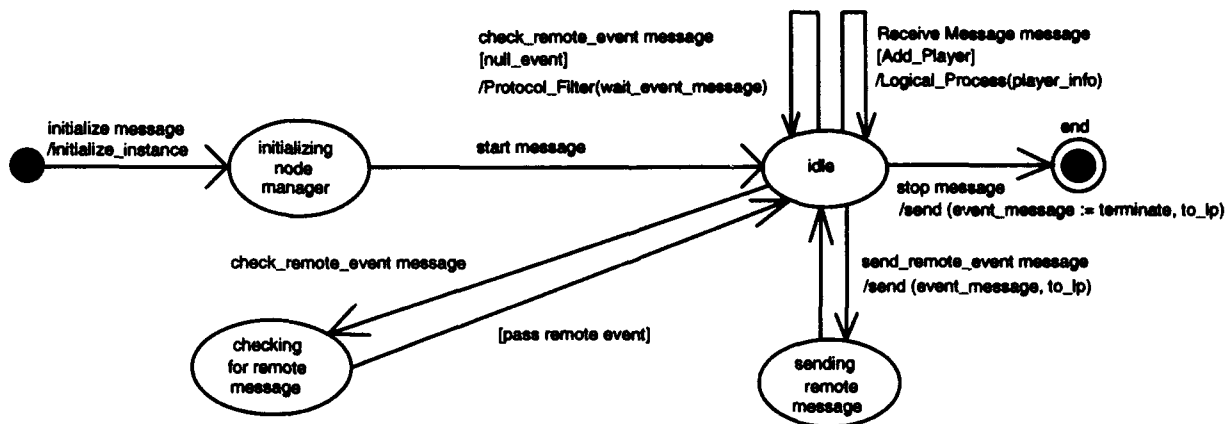 check_remote_event message
[null_event]
/Protocol_Filter(wait_event_message)
Receive Message message
[Add_Player]
/Logical_Process(player_info)
initialize message
/initialize_instance
initializing
node
manager
start message
idle
end
stop message
/send (event_message := terminate, to_lp)
check_remote_event message
send_remote_event message
/send (event_message, to_lp)
[pass remote event]
checking
for remote
message
sending
remote
message